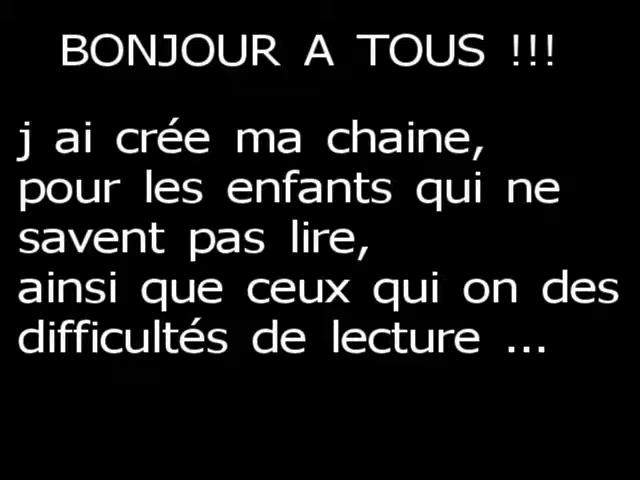 BONJOUR A TOUS !!!
j ai crée ma chaine,
pour les enfants qui ne
savent pas lire,
ainsi que ceux qui on des
difficultés de lecture ...